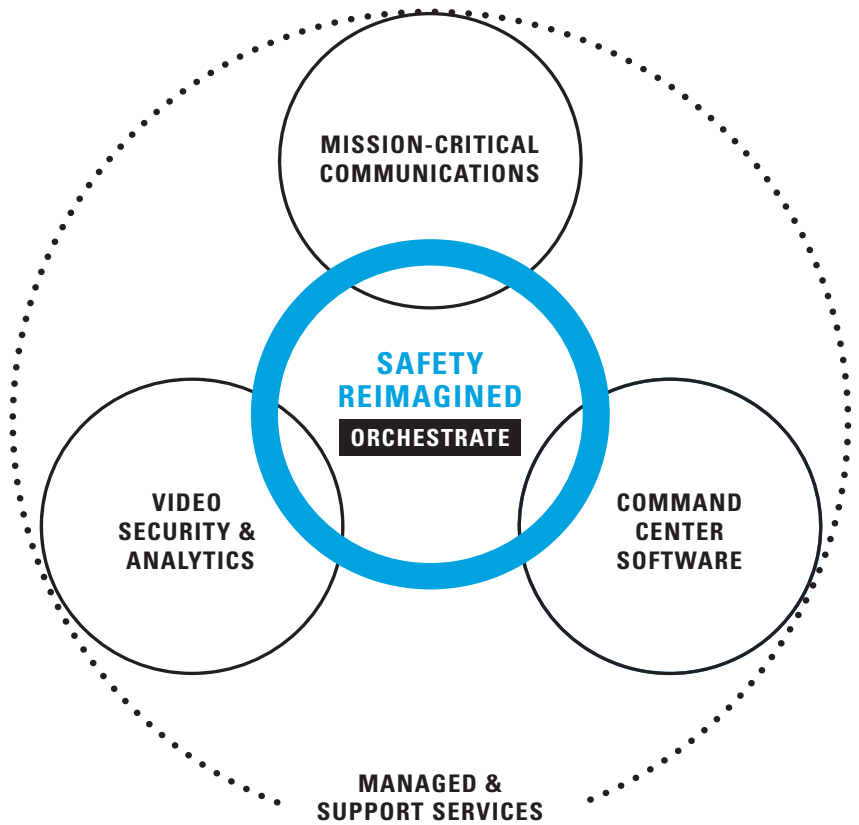 MISSION-CRITICAL
COMMUNICATIONS
SAFETY
REIMAGINED
ORCHESTRATE
VIDEO
SECURITY &
ANALYTICS
COMMAND
CENTER
SOFTWARE
MANAGED &
SUPPORT SERVICES